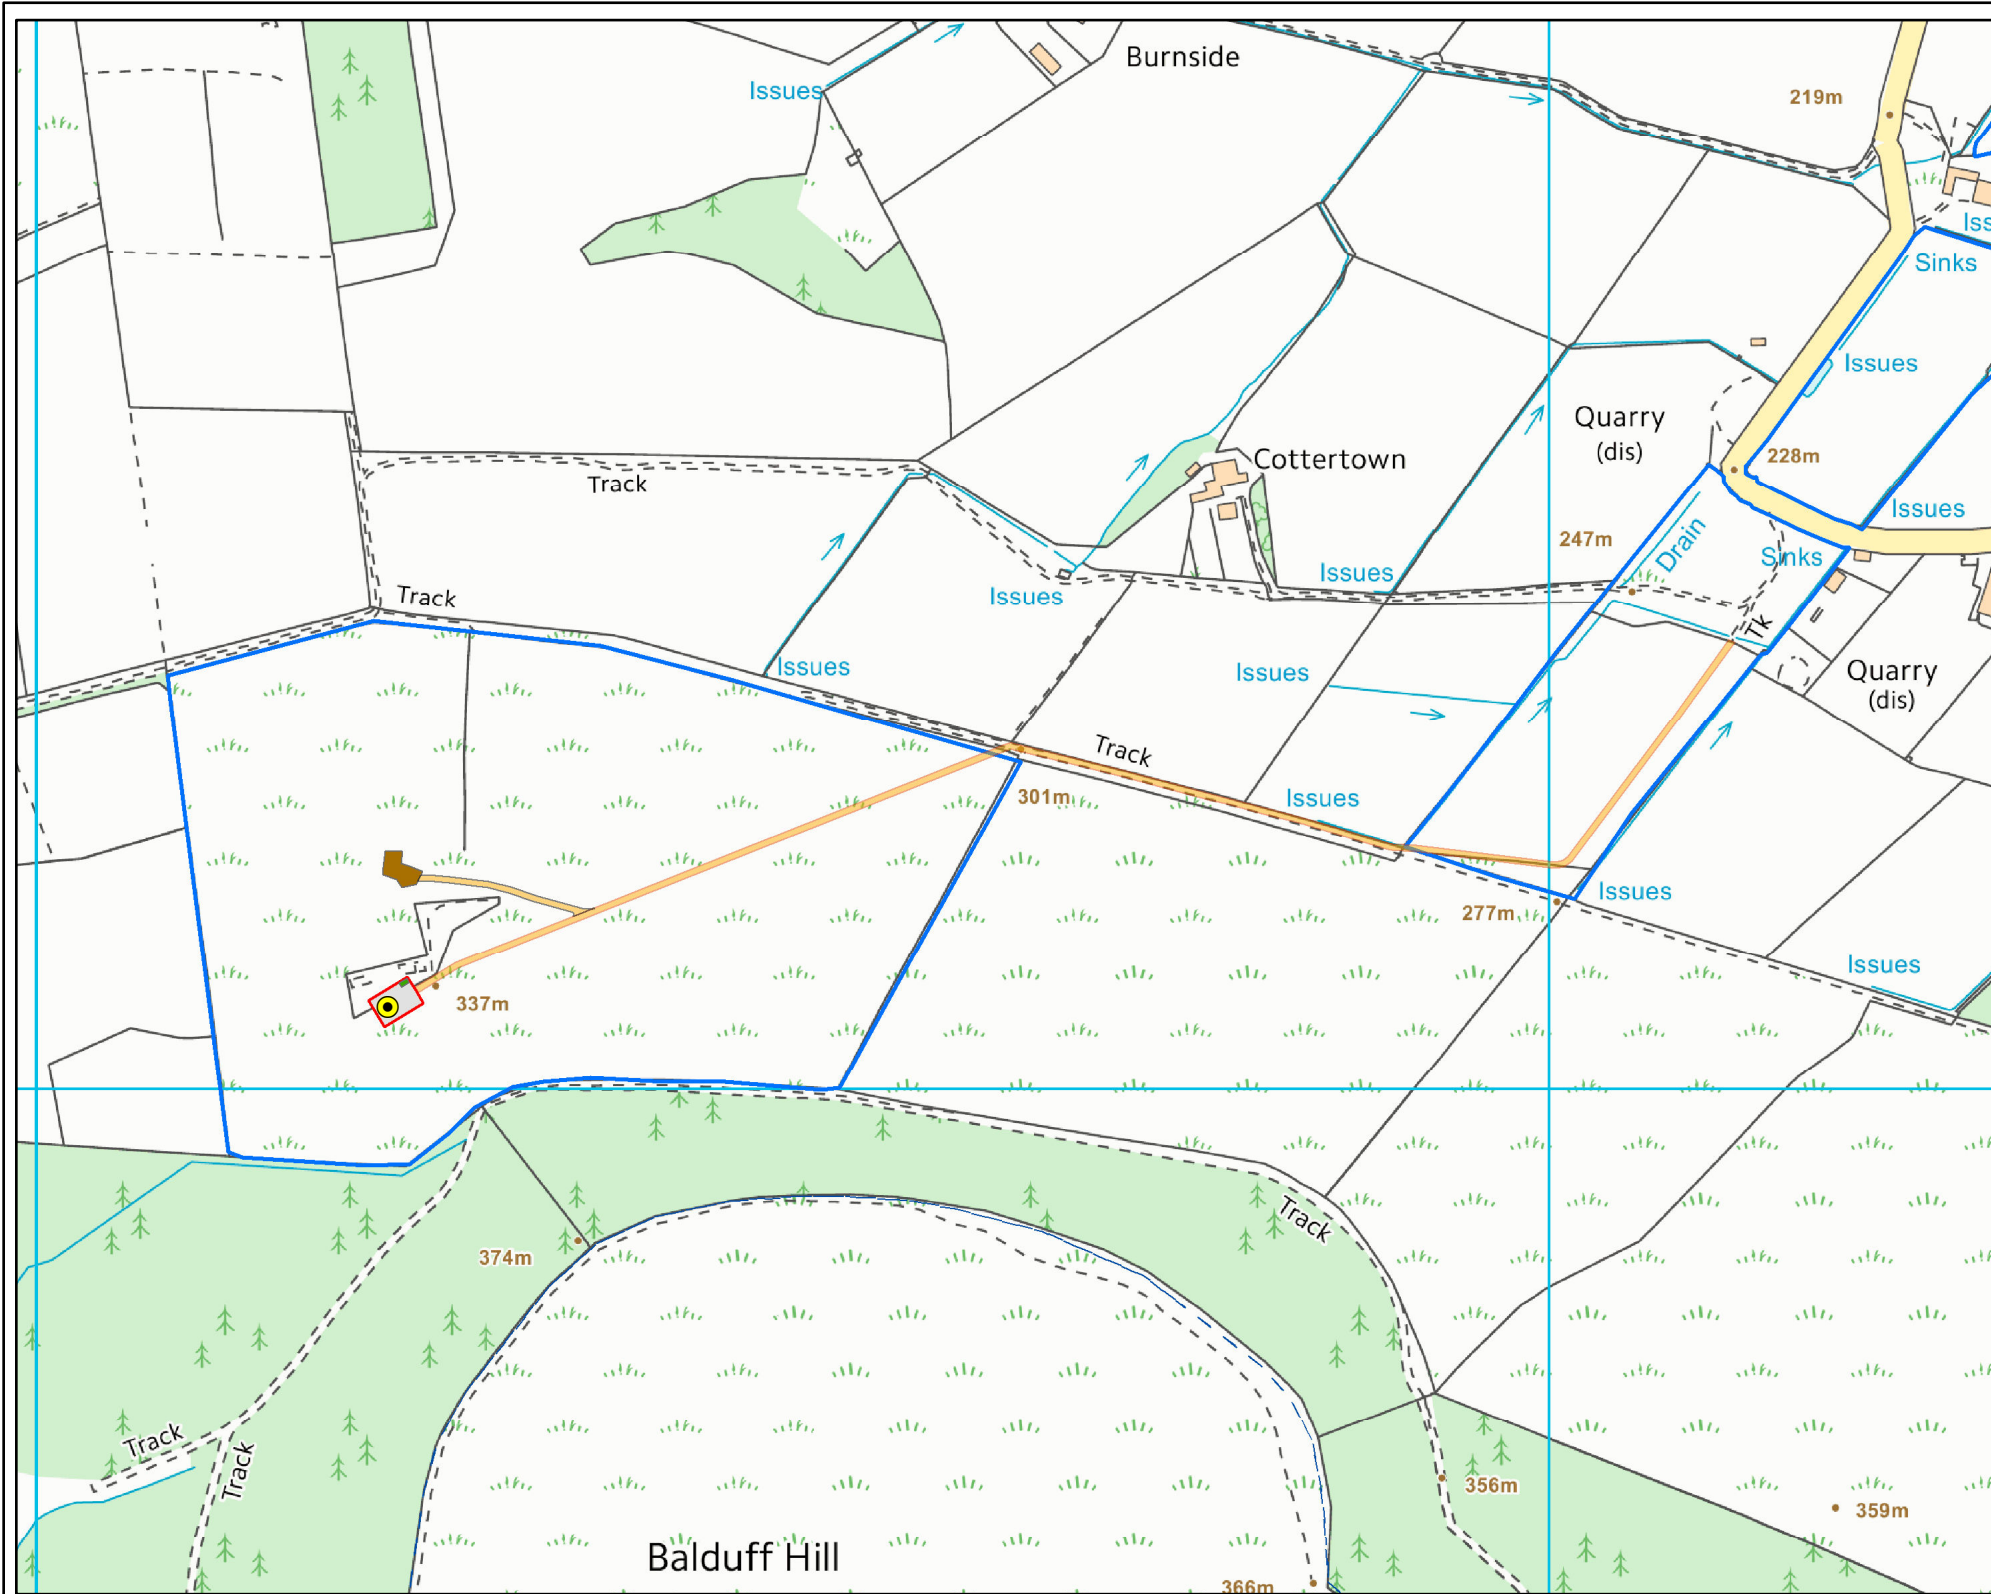 Burnside
Issues
219m
Iss
Sinks
Issues
Quarry
(dis)
Cottertown
228m
Track
Issues
247m
Drain
Sinks
Issues
Issues
Track
Tk
Issues
Issues
Quarry
(dis)
Track
301m
Issues
Issues
277m
Issues
337m
Track
374m
Track
Track
356m
359m
Balduff Hill
366m